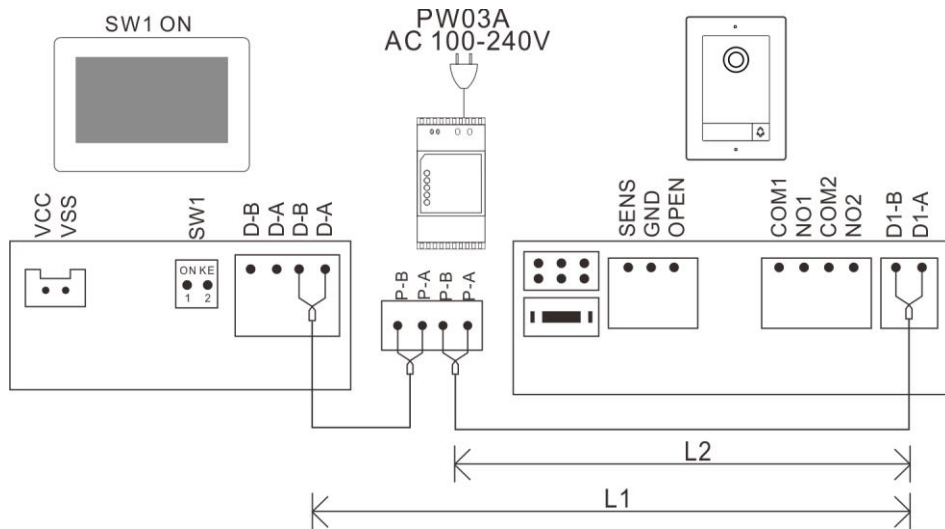 SW1 ON
PW03A
AC 100-240V
VCC
VSS
SW1
D-B
D-A
D-B
D-A
SENS
GND
OPEN
COM1
NO1
COM2
NO2
D1-B
D1-A
ON KE
1 2
P-B
P-A
P-B
P-A
L2
L1